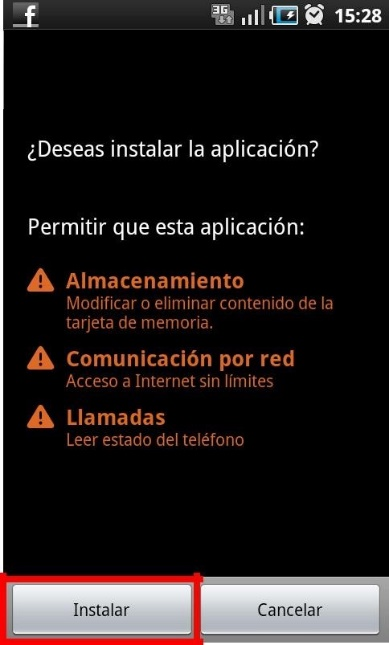 f 3G 15:28
¿Deseas instalar la aplicación?
Permitir que esta aplicación:
Almacenamiento
Modificar o eliminar contenido de la
tarjeta de memoria.
Comunicación por red
Acceso a Internet sin límites
Llamadas
Leer estado del teléfono
Instalar Cancelar